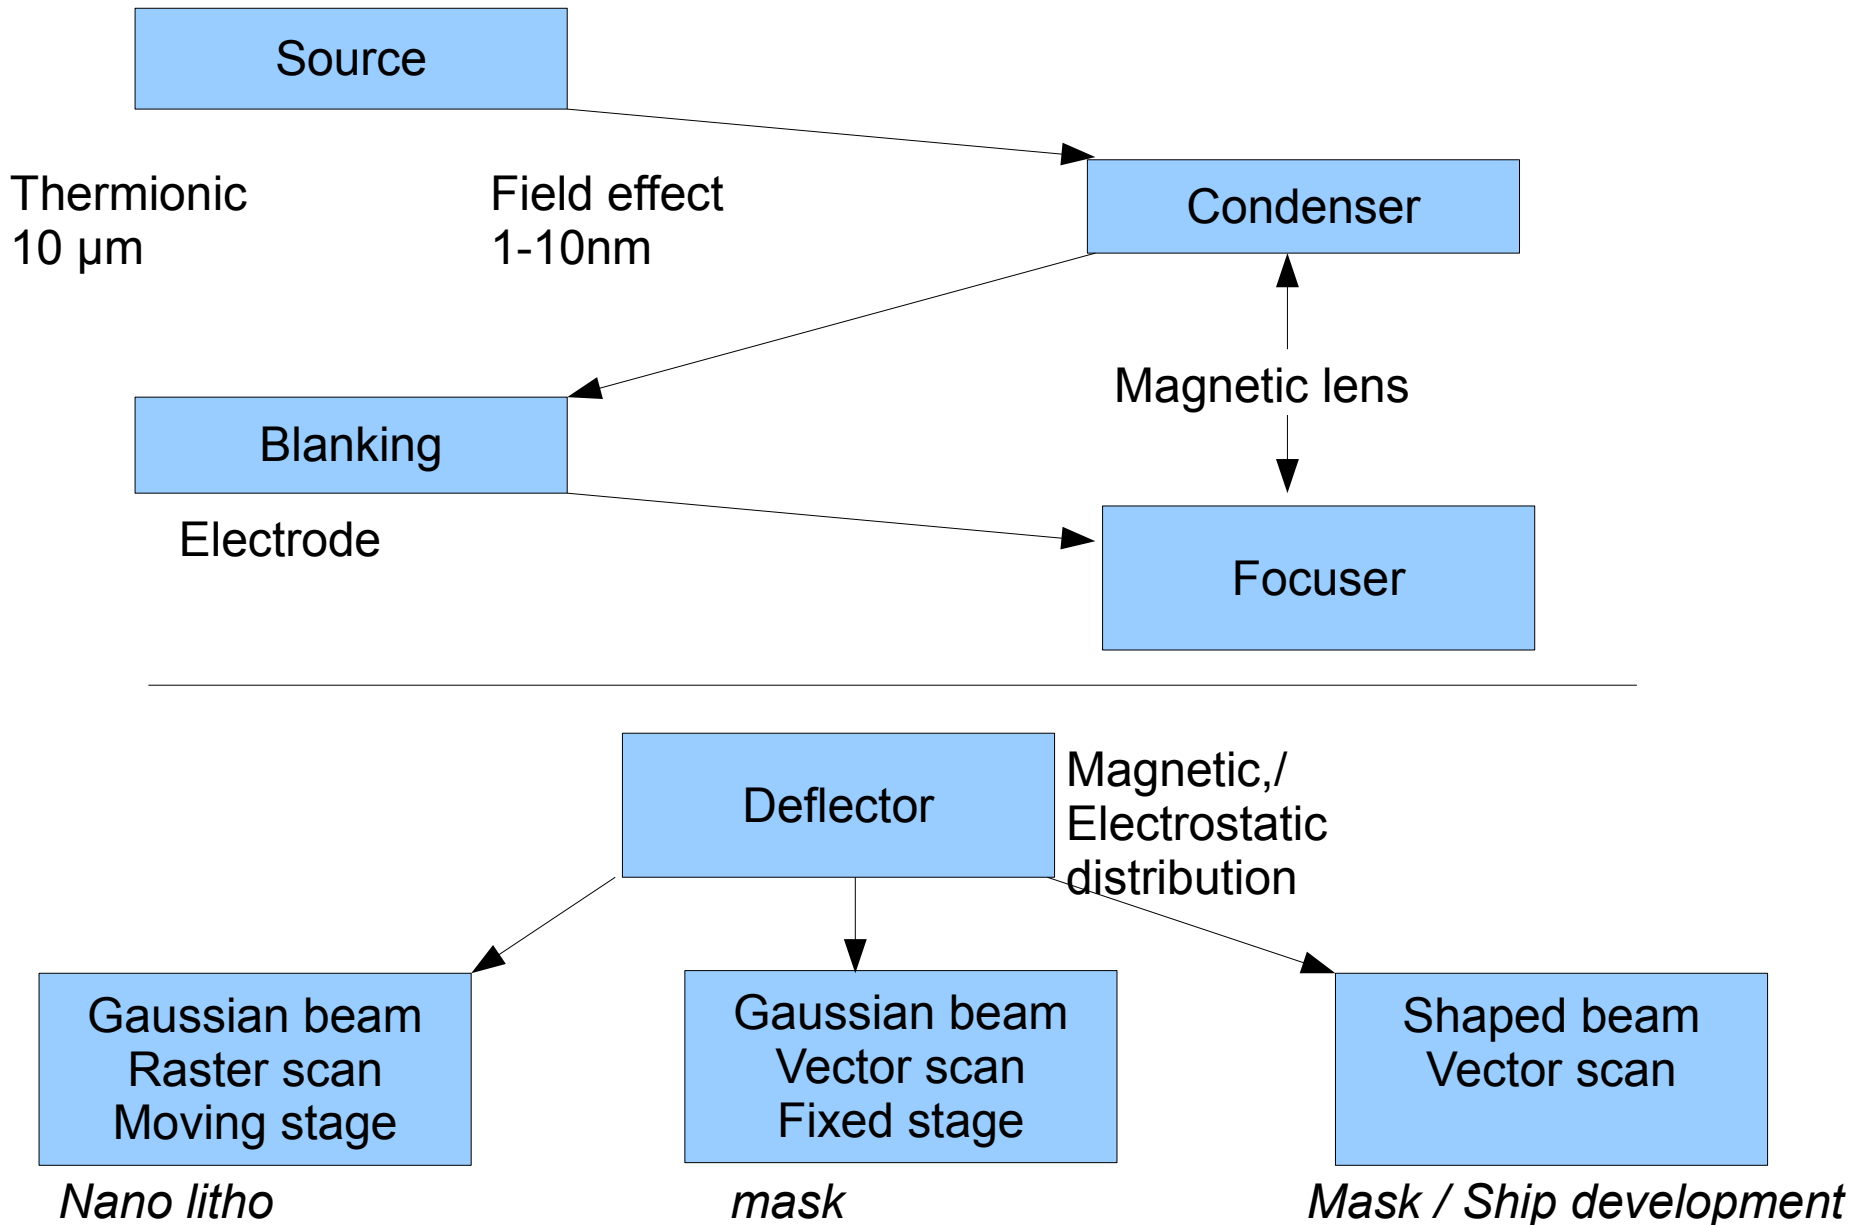 Source
Thermionic
10 µm
Field effect
1-10nm
Condenser
Magnetic lens
Blanking
Electrode
Focuser
Deflector
Magnetic,/
Electrostatic
distribution
Gaussian beam
Raster scan
Moving stage
Nano litho
Gaussian beam
Vector scan
Fixed stage
mask
Shaped beam
Vector scan
Mask / Ship development